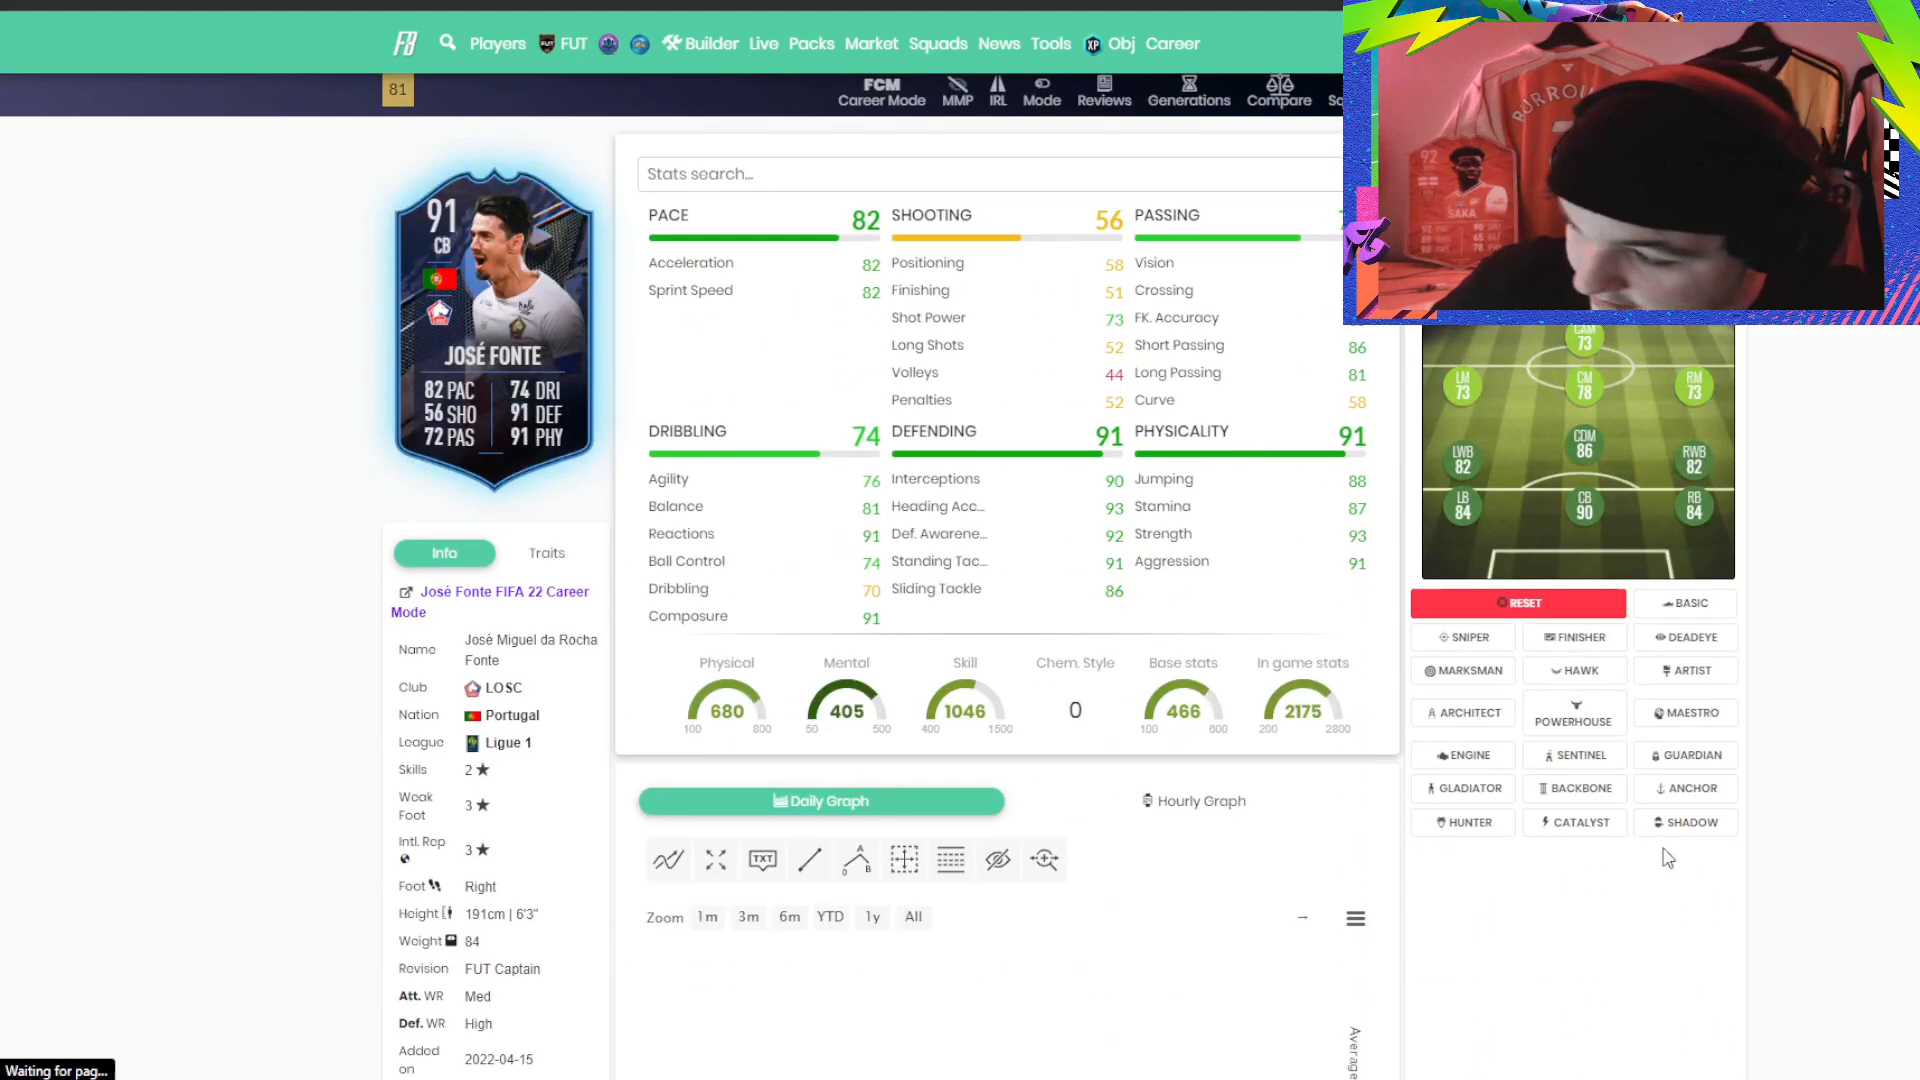 FB Players FUT Builder Live Packs Market Squads News Tools XP Obj Career
81
FCM
Career Mode MMP IRL Mode Reviews Generations Compare
Stats search...
91
CB
JOSÉ FONTE
82 PAC 74 DRI
56 SHO 91 DEF
72 PAS 91 PHY
PACE 82
Acceleration 82
Sprint Speed 82
SHOOTING 56
Positioning 58
Finishing 51
Shot Power 73
Long Shots 52
Volleys 44
Penalties 52
PASSING
Vision
Crossing
FK. Accuracy
Short Passing 86
Long Passing 81
Curve 58
DRIBBLING 74
Agility 76
Balance 81
Reactions 91
Ball Control 74
Dribbling 70
Composure 91
DEFENDING 91
Interceptions 90
Heading Acc... 93
Def. Awarene... 92
Standing Tac... 91
Sliding Tackle 86
PHYSICALITY 91
Jumping 88
Stamina 87
Strength 93
Aggression 91
Physical Mental Skill Chem. Style Base stats In game stats
680 405 1046 0 466 2175
100 800 50 500 400 1500 100 600 200 2800
Info Traits
José Fonte FIFA 22 Career
Mode
Name José Miguel da Rocha
Fonte
Club LOSC
Nation Portugal
League Ligue 1
Skills 2
Weak
Foot 3
Intl. Rep 3
Foot Right
Height 191cm | 6'3"
Weight 84
Revision FUT Captain
Att. WR Med
Def. WR High
Added
on 2022-04-15
Daily Graph Hourly Graph
TXT
A
0 B
Zoom 1m 3m 6m YTD 1y All →
Average
92
SAKA
CAM
73
LM
73
CM
78
RM
73
CDM
86
LWB
82
RWB
82
LB
84
CB
90
RB
84
RESET BASIC
SNIPER FINISHER DEADEYE
MARKSMAN HAWK ARTIST
ARCHITECT POWERHOUSE MAESTRO
ENGINE SENTINEL GUARDIAN
GLADIATOR BACKBONE ANCHOR
HUNTER CATALYST SHADOW
Waiting for pag...